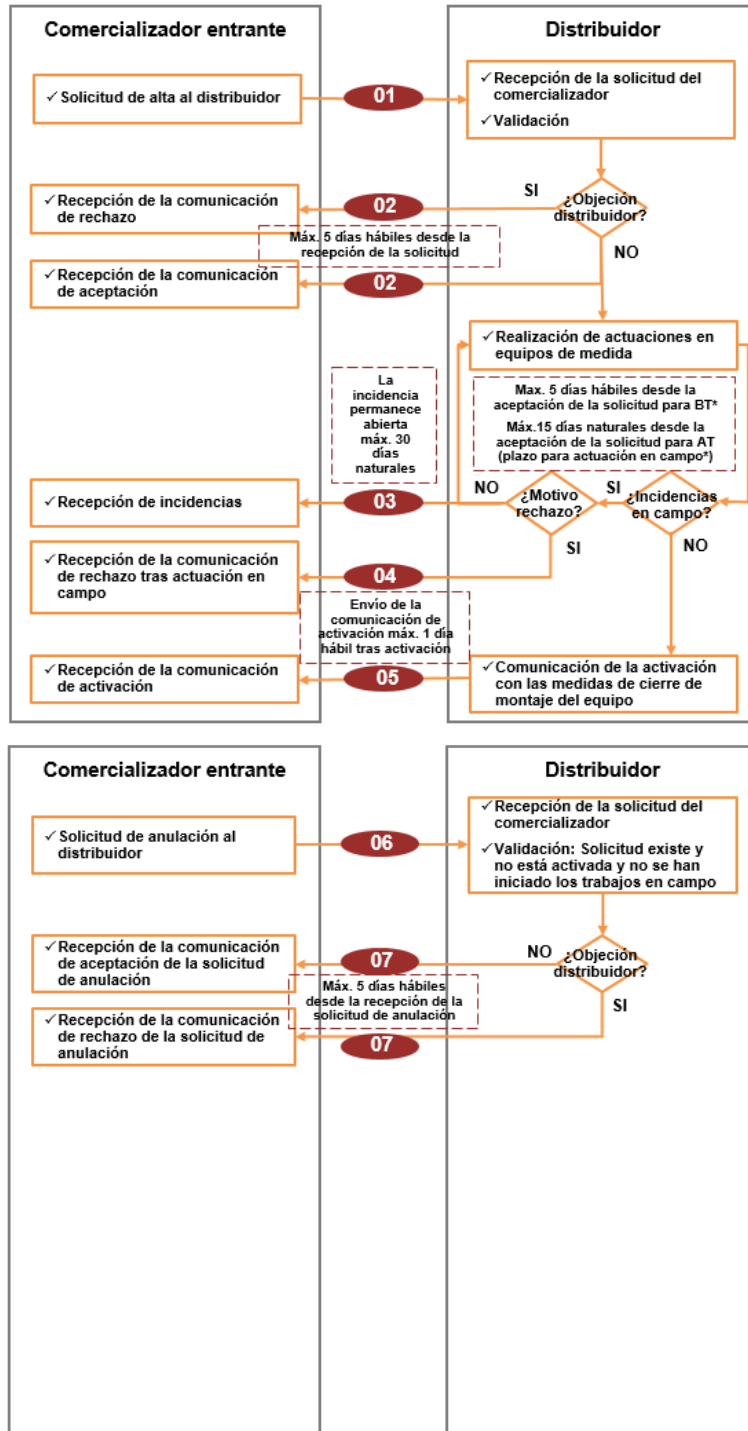 Comercializador entrante
Distribuidor
✓ Solicitud de alta al distribuidor
01
✓ Recepción de la solicitud del
comercializador
✓ Validación
✓ Recepción de la comunicación
de rechazo
02
SI
¿Objeción
distribuidor?
Máx. 5 días hábiles desde la
recepción de la solicitud
NO
✓ Recepción de la comunicación
de aceptación
02
✓ Realización de actuaciones en
equipos de medida
La
incidencia
permanece
abierta
máx. 30
días
naturales
Max. 5 días hábiles desde la
aceptación de la solicitud para BT*
Máx.15 días naturales desde la
aceptación de la solicitud para AT
(plazo para actuación en campo*)
✓ Recepción de incidencias
03
NO
¿Motivo
rechazo?
SI
¿Incidencias
en campo?
SI
NO
✓ Recepción de la comunicación
de rechazo tras actuación en
campo
04
Envío de la
comunicación de
activación máx. 1 día
hábil tras activación
✓ Recepción de la comunicación
de activación
05
✓ Comunicación de la activación
con las medidas de cierre de
montaje del equipo
Comercializador entrante
Distribuidor
✓ Solicitud de anulación al
distribuidor
06
✓ Recepción de la solicitud del
comercializador
✓ Validación: Solicitud existe y
no está activada y no se han
iniciado los trabajos en campo
✓ Recepción de la comunicación
de aceptación de la solicitud
de anulación
07
NO
¿Objeción
distribuidor?
Máx. 5 días hábiles
desde la recepción de la
solicitud de anulación
SI
✓ Recepción de la comunicación
de rechazo de la solicitud de
anulación
07